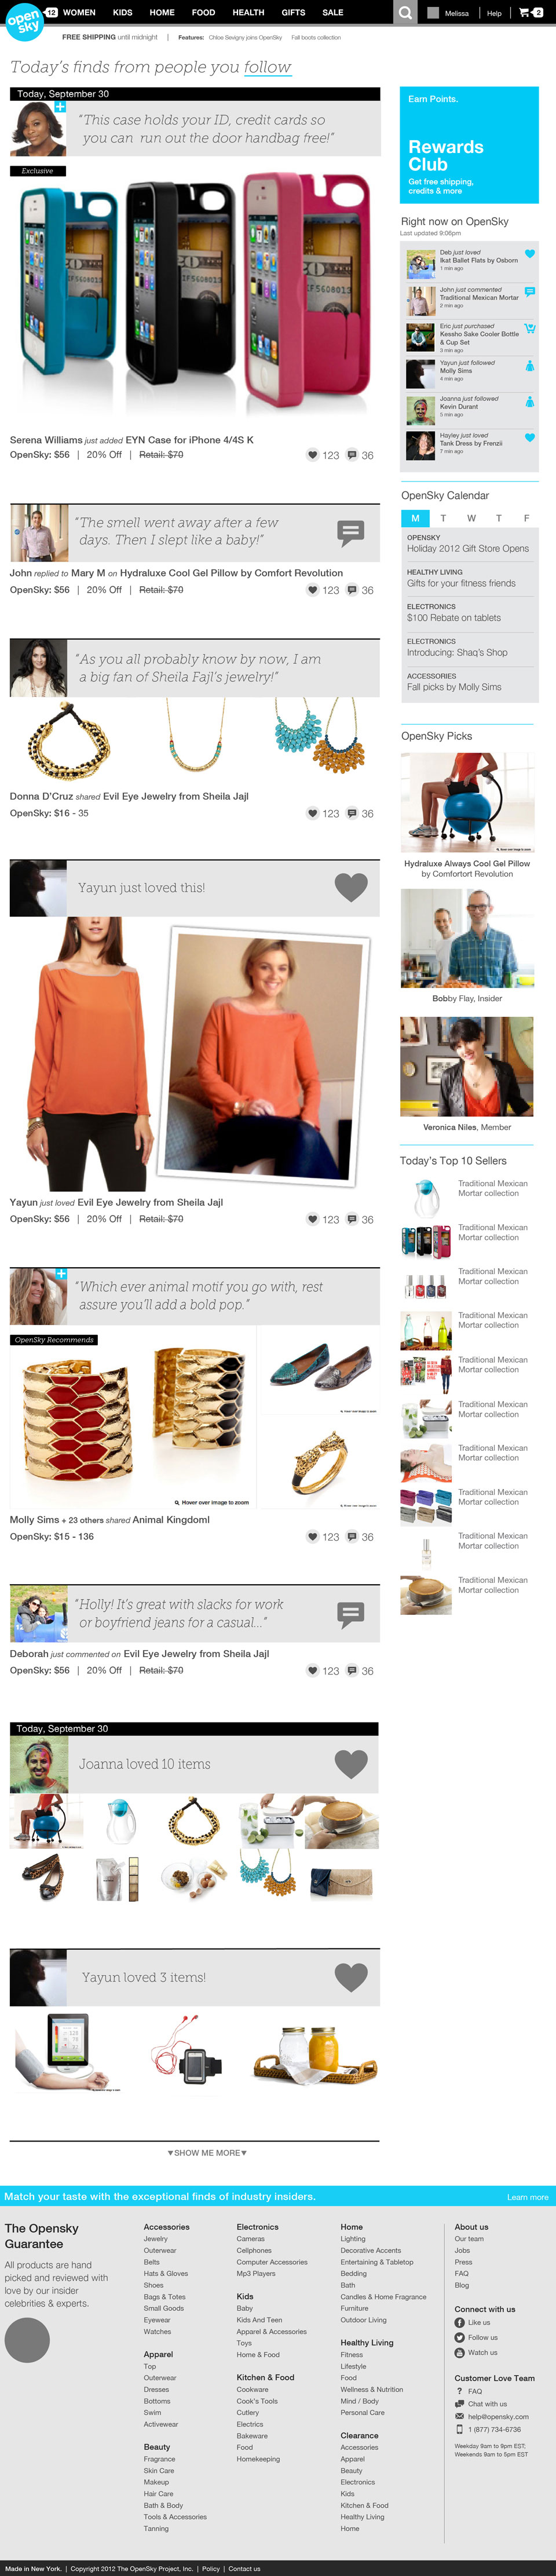 open sky
12
WOMEN KIDS HOME FOOD HEALTH GIFTS SALE
Melissa | Help | 2
FREE SHIPPING until midnight | Features: Chloe Sevigny joins OpenSky Fall boots collection
Today's finds from people you follow
Today, September 30
"This case holds your ID, credit cards so
you can run out the door handbag free!"
Exclusive
Serena Williams just added EYN Case for iPhone 4/4S K
OpenSky: $56 | 20% Off | Retail: $70
123 36
"The smell went away after a few
days. Then I slept like a baby!"
John replied to Mary M on Hydraluxe Cool Gel Pillow by Comfort Revolution
OpenSky: $56 | 20% Off | Retail: $70
123 36
"As you all probably know by now, I am
a big fan of Sheila Fajl's jewelry!"
Donna D'Cruz shared Evil Eye Jewelry from Sheila Jajl
OpenSky: $16 - 35
123 36
Yayun just loved this!
Yayun just loved Evil Eye Jewelry from Sheila Jajl
OpenSky: $56 | 20% Off | Retail: $70
123 36
"Which ever animal motif you go with, rest
assure you'll add a bold pop."
OpenSky Recommends
Hover over image to zoom
Molly Sims + 23 others shared Animal Kingdoml
OpenSky: $15 - 136
123 36
"Holly! It's great with slacks for work
or boyfriend jeans for a casual..."
Deborah just commented on Evil Eye Jewelry from Sheila Jajl
OpenSky: $56 | 20% Off | Retail: $70
123 36
Today, September 30
Joanna loved 10 items
Yayun loved 3 items!
▼SHOW ME MORE▼
Earn Points.
Rewards
Club
Get free shipping,
credits & more
Right now on OpenSky
Last updated 9:06pm
Deb just loved
Ikat Ballet Flats by Osborn
1 min ago
John just commented
Traditional Mexican Mortar
2 min ago
Eric just purchased
Kessho Sake Cooler Bottle
& Cup Set
3 min ago
Yayun just followed
Molly Sims
4 min ago
Joanna just followed
Kevin Durant
5 min ago
Hayley just loved
Tank Dress by Frenzii
7 min ago
OpenSky Calendar
M T W T F
OPENSKY
Holiday 2012 Gift Store Opens
HEALTHY LIVING
Gifts for your fitness friends
ELECTRONICS
$100 Rebate on tablets
ELECTRONICS
Introducing: Shaq's Shop
ACCESSORIES
Fall picks by Molly Sims
OpenSky Picks
Hydraluxe Always Cool Gel Pillow
by Comfortort Revolution
Bobby Flay, Insider
Veronica Niles, Member
Today's Top 10 Sellers
Traditional Mexican
Mortar collection
Traditional Mexican
Mortar collection
Traditional Mexican
Mortar collection
Traditional Mexican
Mortar collection
Traditional Mexican
Mortar collection
Traditional Mexican
Mortar collection
Traditional Mexican
Mortar collection
Traditional Mexican
Mortar collection
Traditional Mexican
Mortar collection
Traditional Mexican
Mortar collection
Match your taste with the exceptional finds of industry insiders.
Learn more
The Opensky
Guarantee
All products are hand
picked and reviewed with
love by our insider
celebrities & experts.
Accessories
Jewelry
Outerwear
Belts
Hats & Gloves
Shoes
Bags & Totes
Small Goods
Eyewear
Watches
Apparel
Top
Outerwear
Dresses
Bottoms
Swim
Activewear
Beauty
Fragrance
Skin Care
Makeup
Hair Care
Bath & Body
Tools & Accessories
Tanning
Electronics
Cameras
Cellphones
Computer Accessories
Mp3 Players
Kids
Baby
Kids And Teen
Apparel & Accessories
Toys
Home & Food
Kitchen & Food
Cookware
Cook's Tools
Cutlery
Electrics
Bakeware
Food
Homekeeping
Home
Lighting
Decorative Accents
Entertaining & Tabletop
Bedding
Bath
Candles & Home Fragrance
Furniture
Outdoor Living
Healthy Living
Fitness
Lifestyle
Food
Wellness & Nutrition
Mind / Body
Personal Care
Clearance
Accessories
Apparel
Beauty
Electronics
Kids
Kitchen & Food
Healthy Living
Home
About us
Our team
Jobs
Press
FAQ
Blog
Connect with us
Like us
Follow us
Watch us
Customer Love Team
? FAQ
Chat with us
help@opensky.com
1 (877) 734-6736
Weekday 9am to 9pm EST;
Weekends 9am to 5pm EST
Made in New York. | Copyright 2012 The OpenSky Project, Inc. | Policy | Contact us